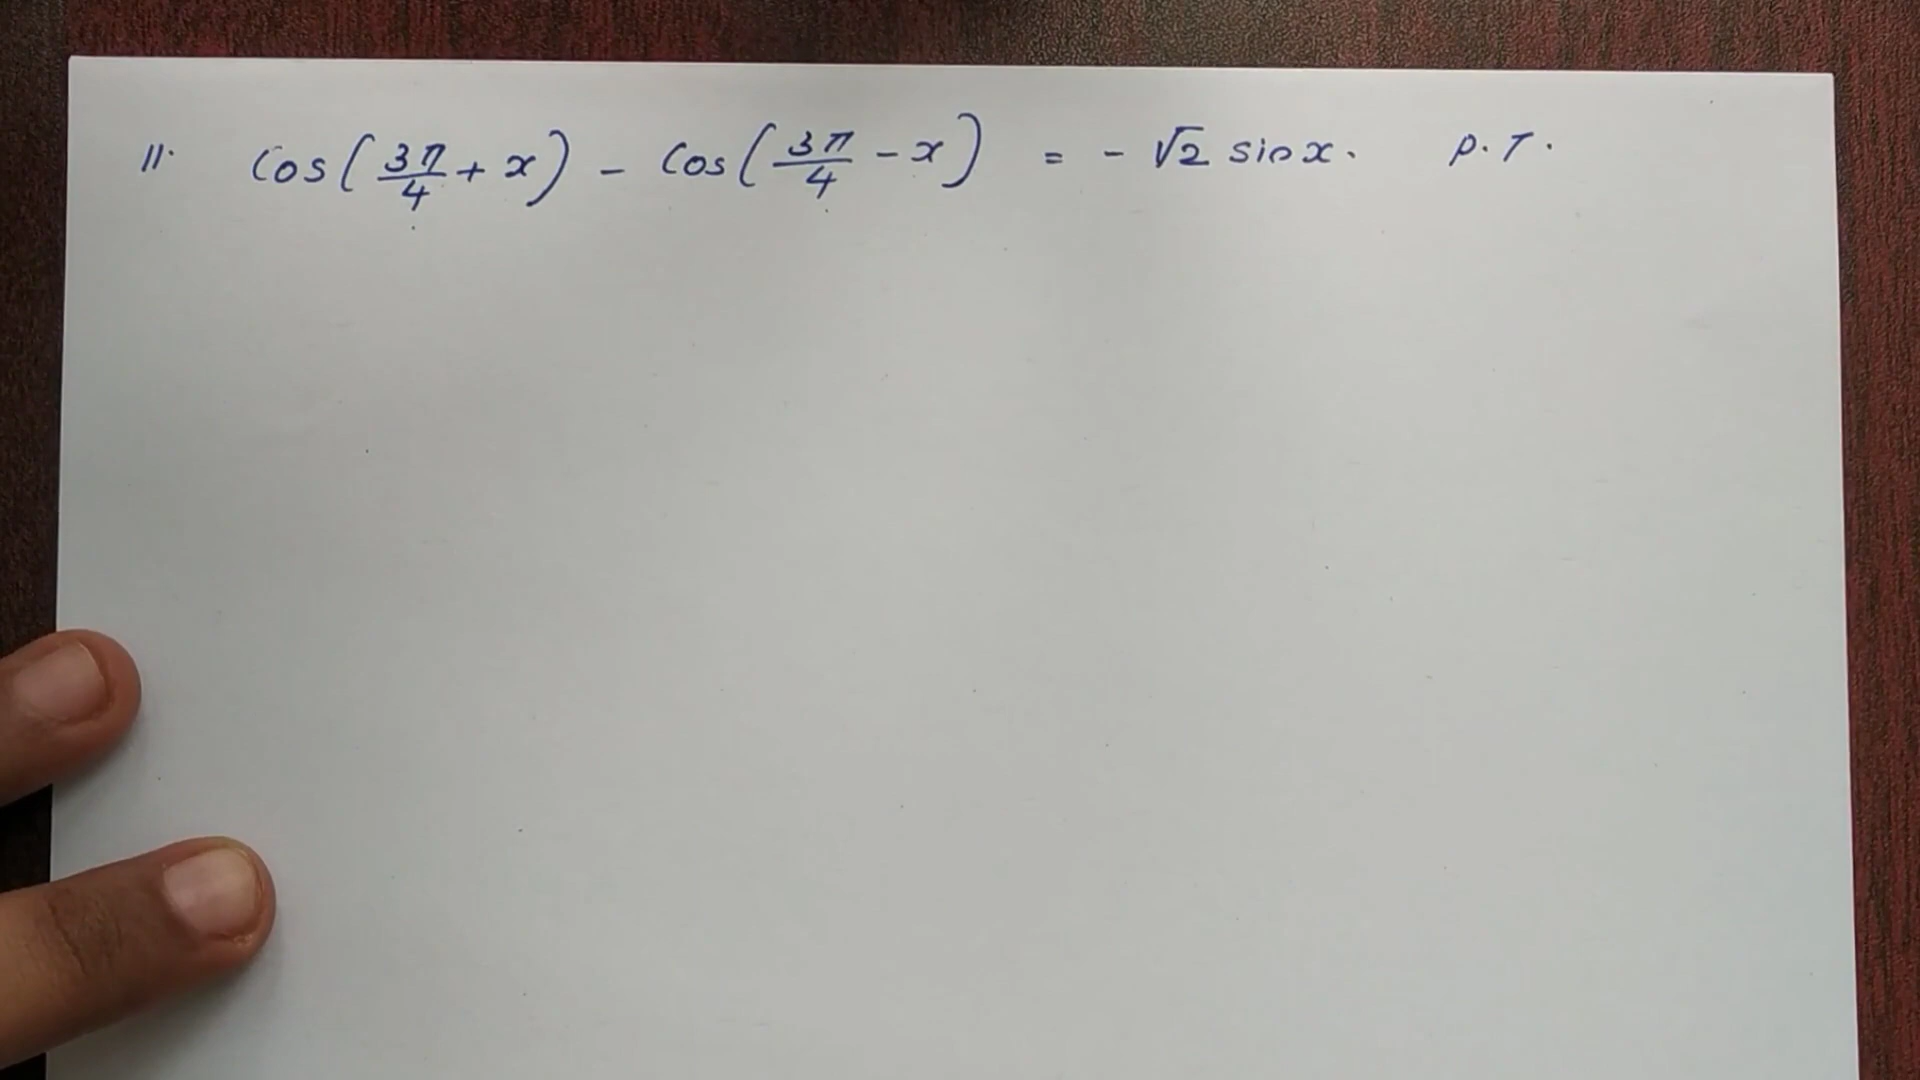 11. Cos(3π/4 + x) - Cos(3π/4 - x) = - √2 sin x. P.T.